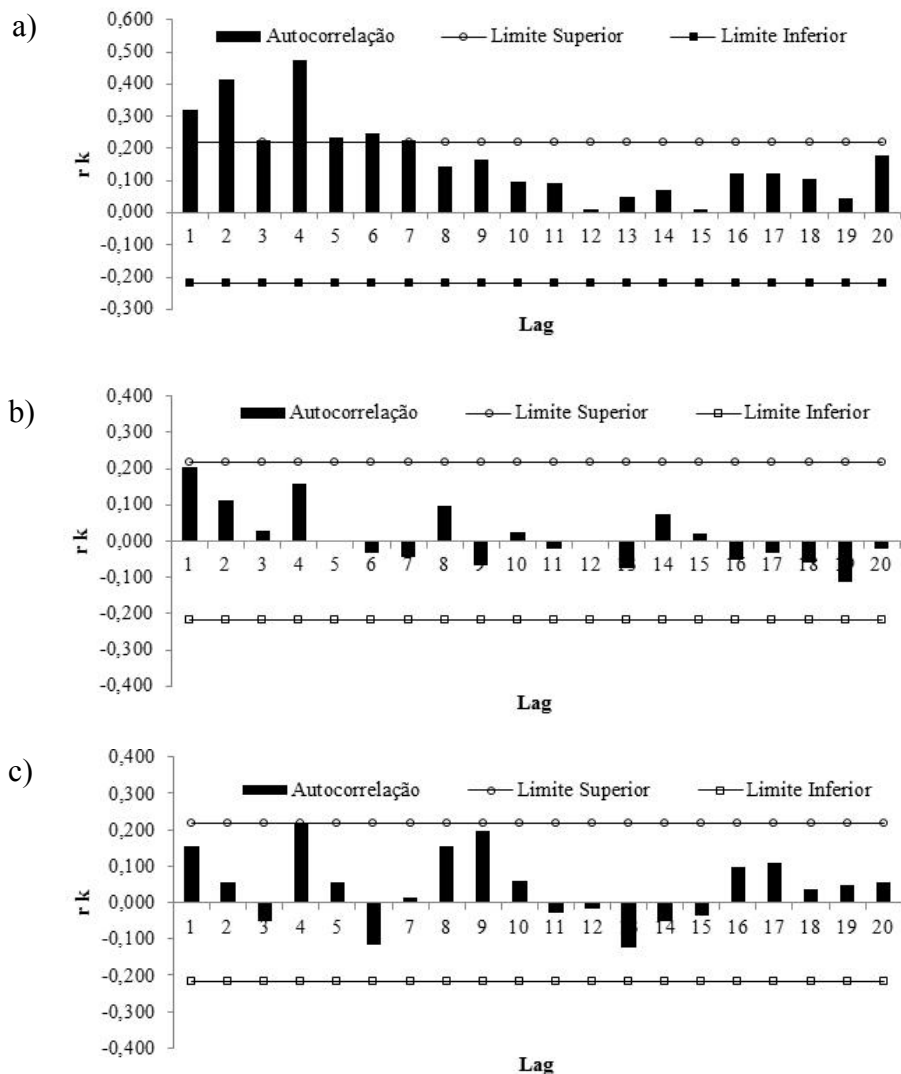 a)
0,600
0,500
0,400
0,300
0,200
0,100
0,000
-0,100
-0,200
-0,300
r k
Autocorrelação Limite Superior Limite Inferior
1 2 3 4 5 6 7 8 9 10 11 12 13 14 15 16 17 18 19 20
Lag
b)
0,400
0,300
0,200
0,100
0,000
-0,100
-0,200
-0,300
-0,400
r k
Autocorrelação Limite Superior Limite Inferior
1 2 3 4 5 6 7 8 9 10 11 12 13 14 15 16 17 18 19 20
Lag
c)
0,400
0,300
0,200
0,100
0,000
-0,100
-0,200
-0,300
-0,400
r k
Autocorrelação Limite Superior Limite Inferior
1 2 3 4 5 6 7 8 9 10 11 12 13 14 15 16 17 18 19 20
Lag